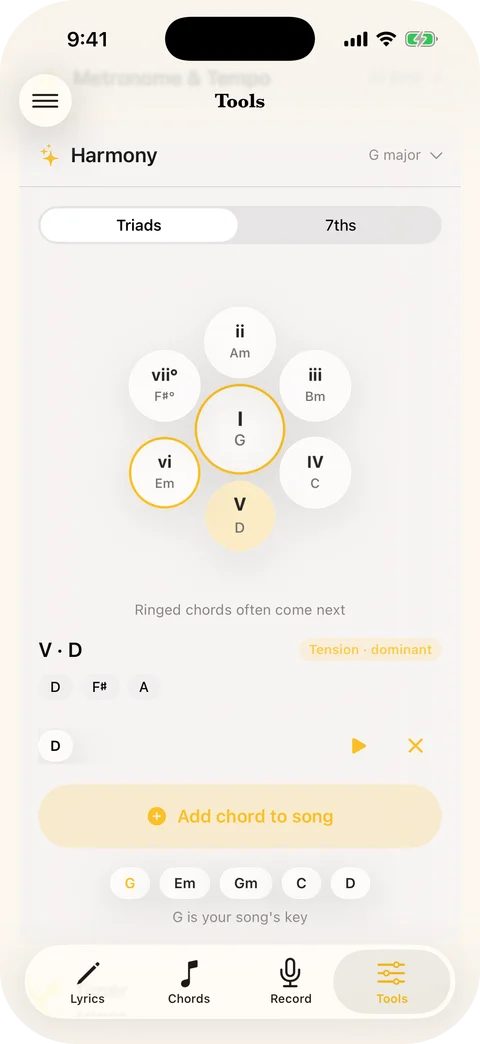 9:41
Metronome & Tempo
Tools
Harmony
G major
Triads
7ths
ii
Am
vii°
F♯°
iii
Bm
I
G
vi
Em
IV
C
V
D
Ringed chords often come next
V · D
Tension · dominant
D F♯ A
D
Add chord to song
G Em Gm C D
G is your song's key
Lyrics
Chords
Record
Tools